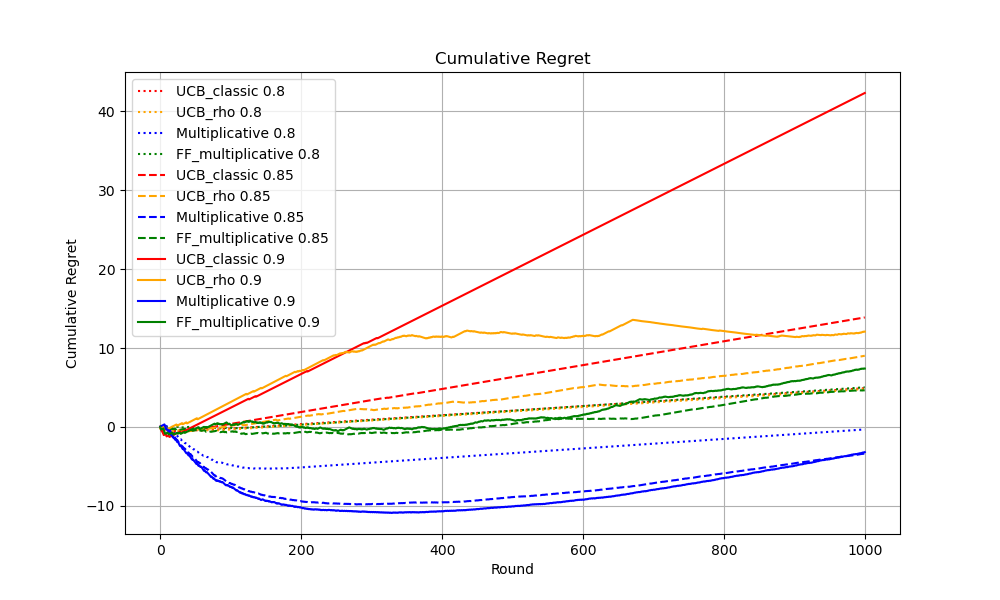 Cumulative Regret
UCB_classic 0.8
UCB_rho 0.8
Multiplicative 0.8
FF_multiplicative 0.8
UCB_classic 0.85
UCB_rho 0.85
Multiplicative 0.85
FF_multiplicative 0.85
UCB_classic 0.9
UCB_rho 0.9
Multiplicative 0.9
FF_multiplicative 0.9
Cumulative Regret
40
30
20
10
0
−10
0 200 400 600 800 1000
Round